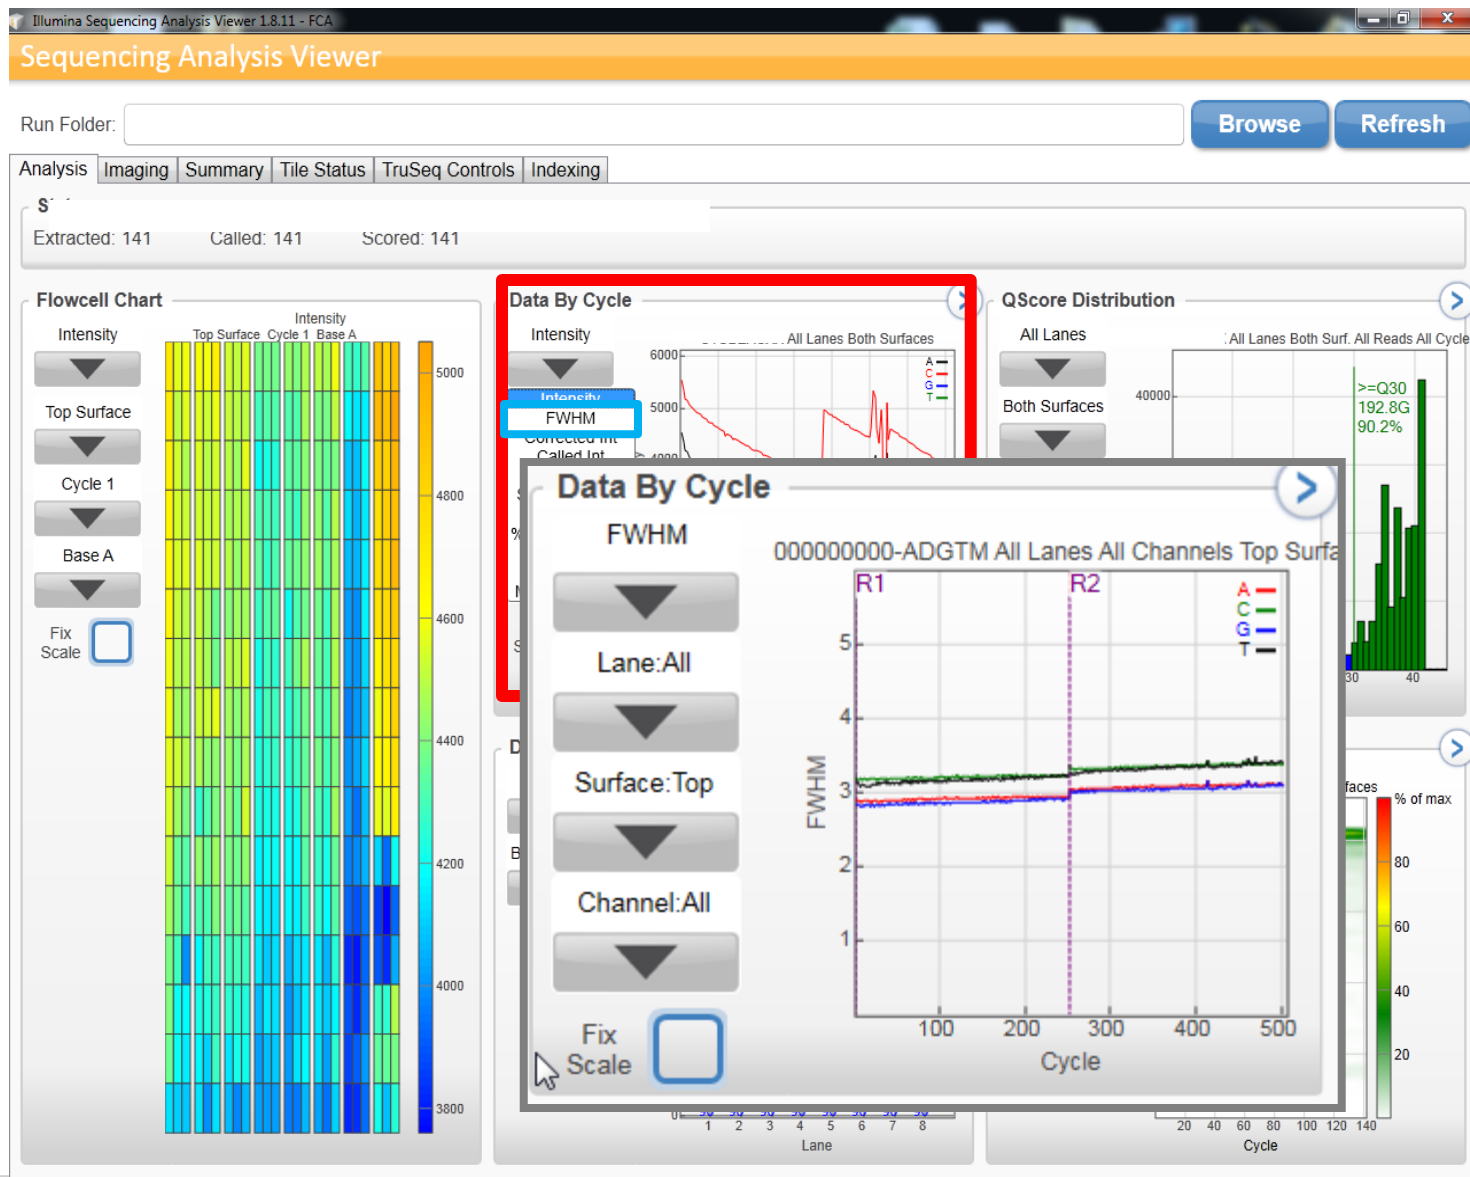 Illumina Sequencing Analysis Viewer 1.8.11 - FCA
Sequencing Analysis Viewer
Run Folder:
Browse
Refresh
Analysis
Imaging
Summary
Tile Status
TruSeq Controls
Indexing
Extracted: 141
Called: 141
Scored: 141
Flowcell Chart
Intensity
Top Surface
Cycle 1
Base A
Fix
Scale
Intensity
Top Surface Cycle 1 Base A
5000
4800
4600
4400
4200
4000
3800
Data By Cycle
Intensity
Intensity
FWHM
Corrected Int
Called Int
All Lanes Both Surfaces
6000
5000
4000
A
C
G
T
QScore Distribution
All Lanes
Both Surfaces
All Lanes Both Surf. All Reads All Cycle
40000
>=Q30
192.8G
90.2%
30
40
Data By Cycle
FWHM
Lane:All
Surface:Top
Channel:All
Fix
Scale
000000000-ADGTM All Lanes All Channels Top Surfa
R1
R2
A
C
G
T
5
4
3
2
1
FWHM
100
200
300
400
500
Cycle
0
1
2
3
4
5
6
7
8
Lane
faces
% of max
80
60
40
20
20
40
60
80
100
120
140
Cycle